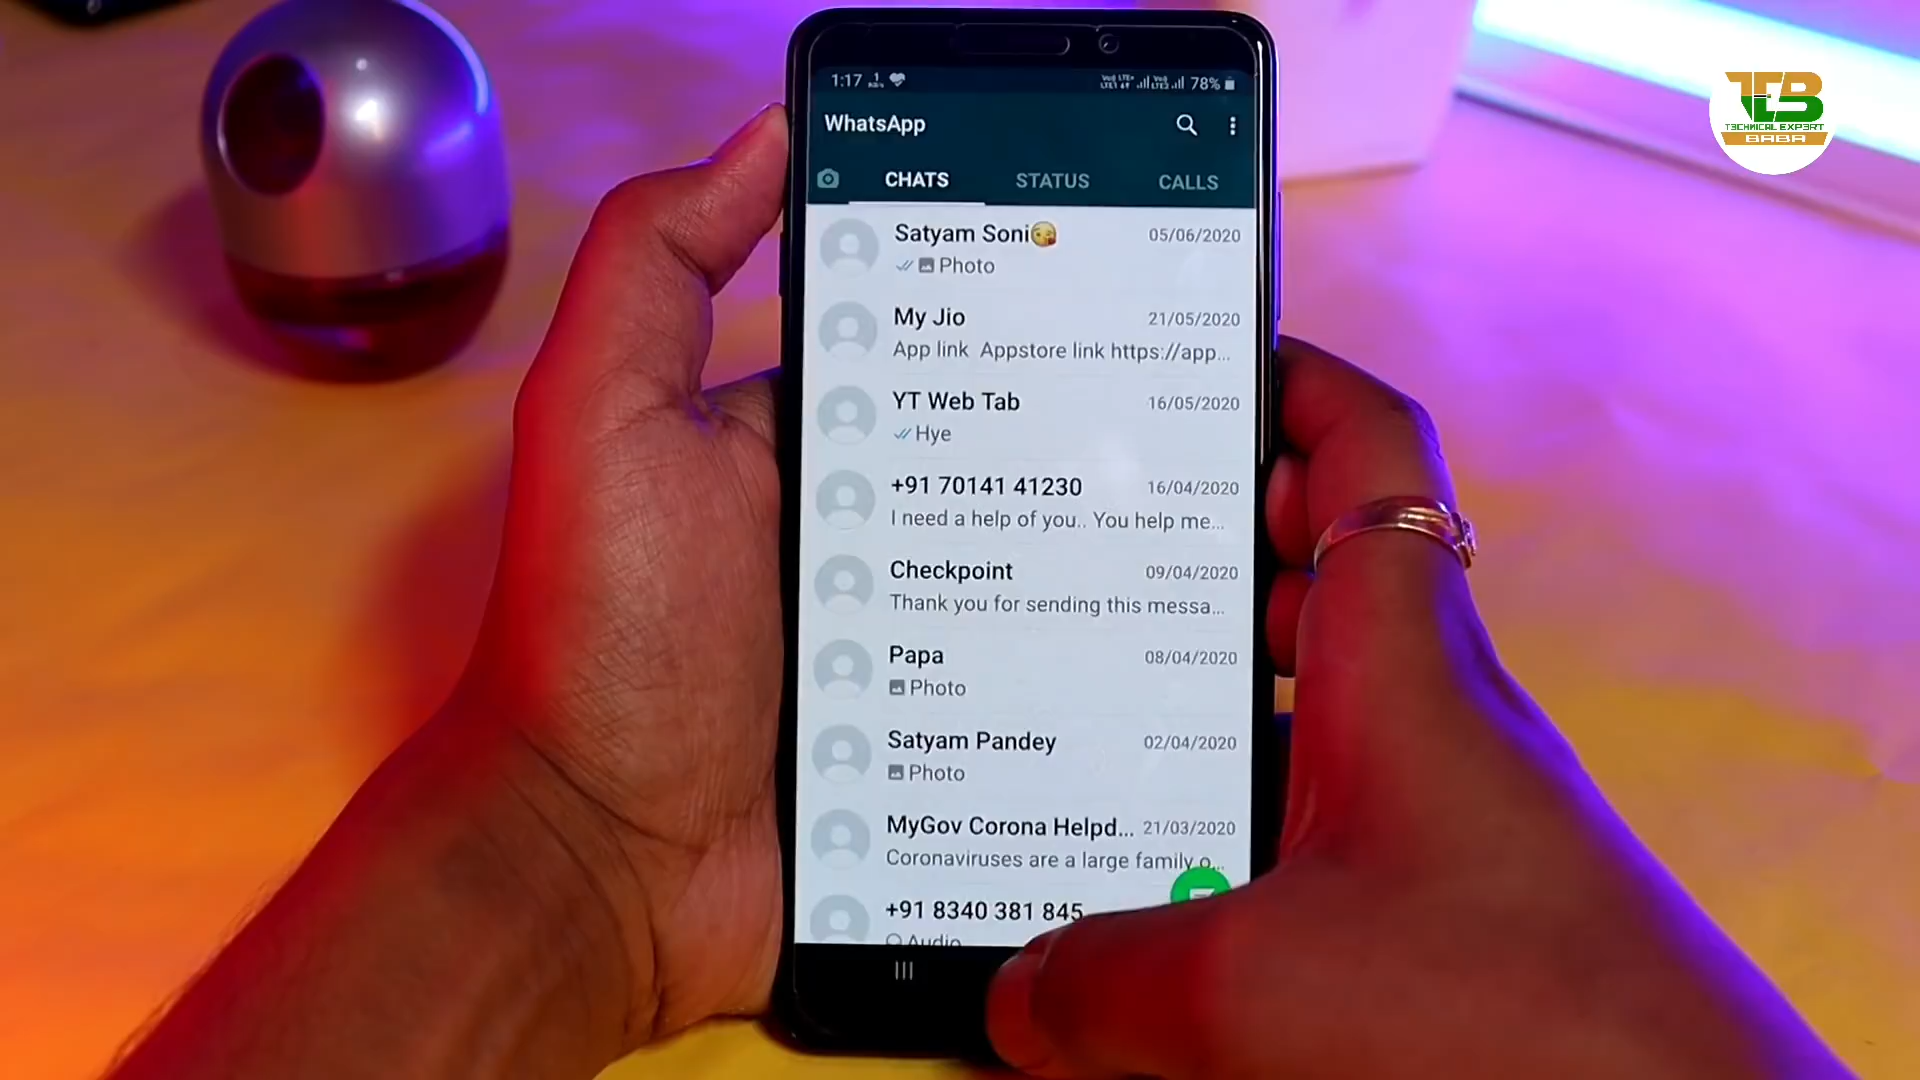 1:17
78%
WhatsApp
CHATS STATUS CALLS
Satyam Soni😘 05/06/2020
Photo
My Jio 21/05/2020
App link Appstore link https://app...
YT Web Tab 16/05/2020
Hye
+91 70141 41230 16/04/2020
I need a help of you.. You help me...
Checkpoint 09/04/2020
Thank you for sending this messa...
Papa 08/04/2020
Photo
Satyam Pandey 02/04/2020
Photo
MyGov Corona Helpd... 21/03/2020
Coronaviruses are a large family o...
+91 8340 381 845
Audio
TEB
TECHNICAL EXPERT
BABA